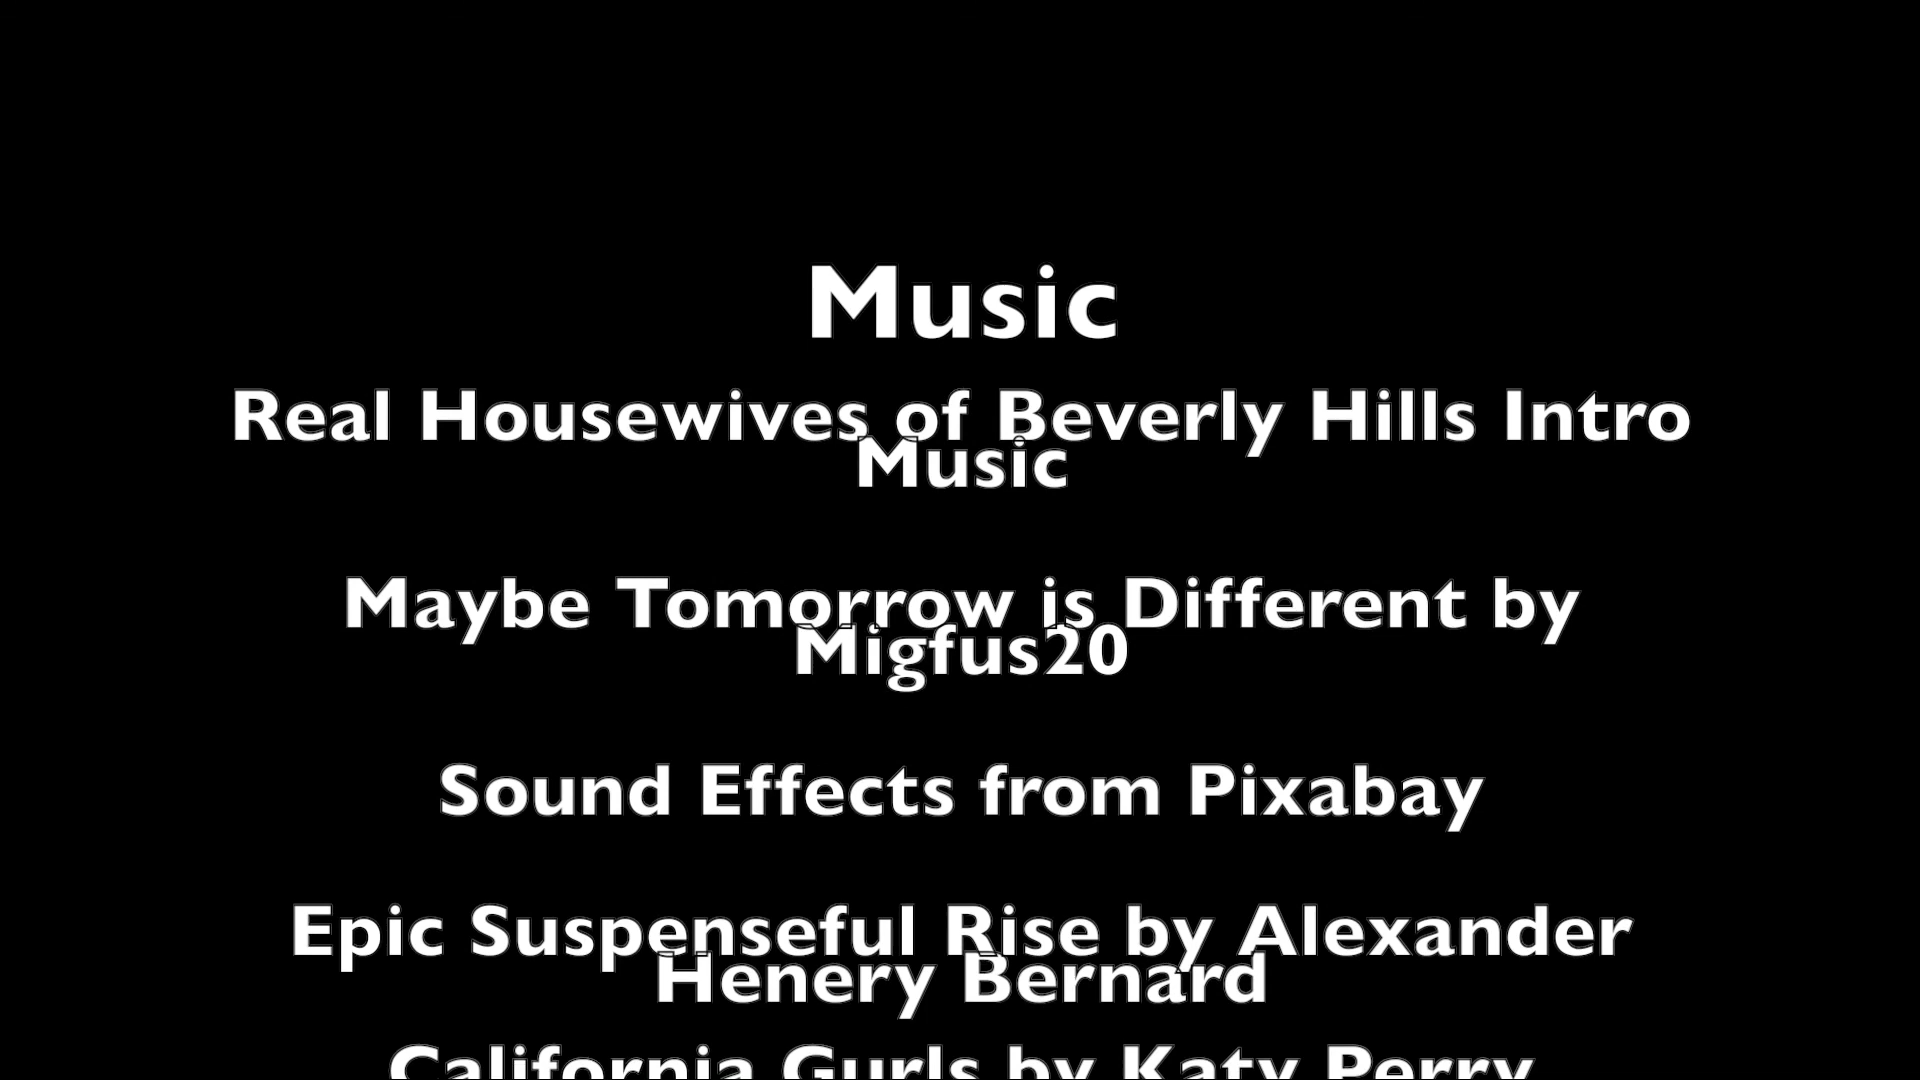 Music
Real Housewives of Beverly Hills Intro
Music
Maybe Tomorrow is Different by
Migfus20
Sound Effects from Pixabay
Epic Suspenseful Rise by Alexander
Henery Bernard
California Gurls by Katy Perry